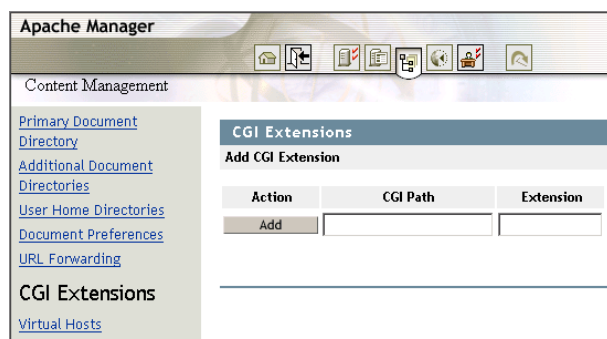 Apache Manager
Content Management
Primary Document
Directory
Additional Document
Directories
User Home Directories
Document Preferences
URL Forwarding
CGI Extensions
Virtual Hosts
CGI Extensions
Add CGI Extension
Action CGI Path Extension
Add